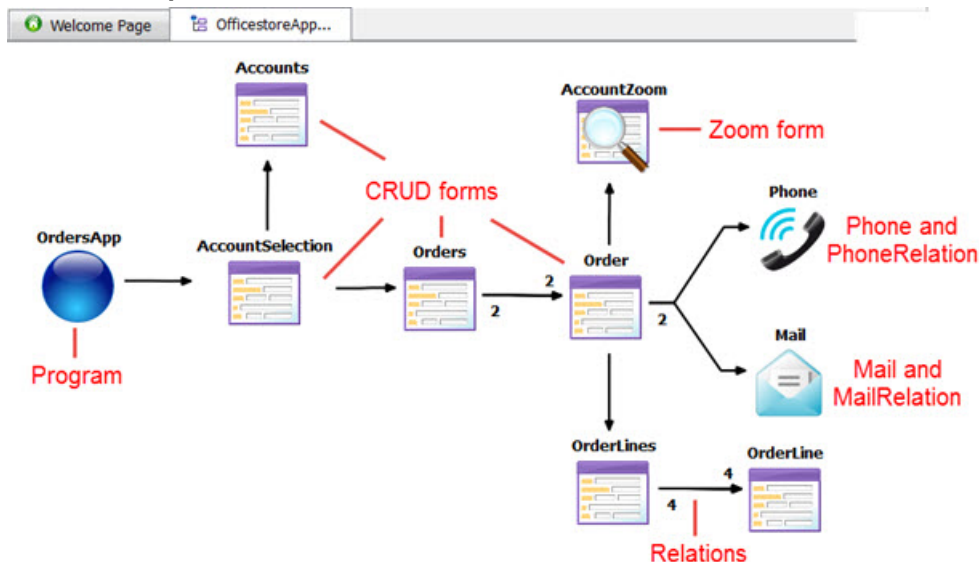 Welcome Page
OfficestoreApp...
Accounts
AccountZoom
Zoom form
CRUD forms
Phone
Phone and
PhoneRelation
OrdersApp
AccountSelection
Orders
Order
2
2
2
Program
Mail
Mail and
MailRelation
OrderLines
OrderLine
4
4
Relations